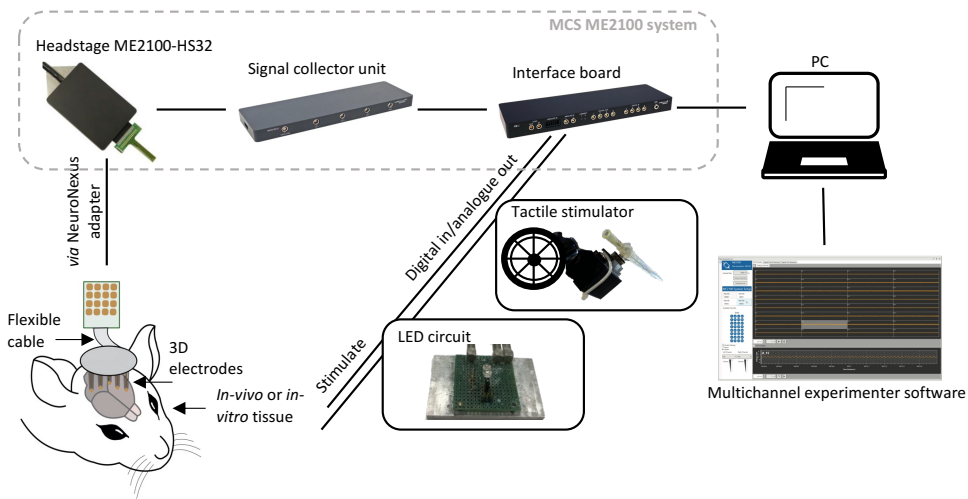 MCS ME2100 system
Headstage ME2100-HS32
Signal collector unit
Interface board
PC
via NeuroNexus
adapter
Digital in/analogue out
Stimulate
Tactile stimulator
LED circuit
Flexible
cable
3D
electrodes
In-vivo or in-
vitro tissue
Multichannel experimenter software